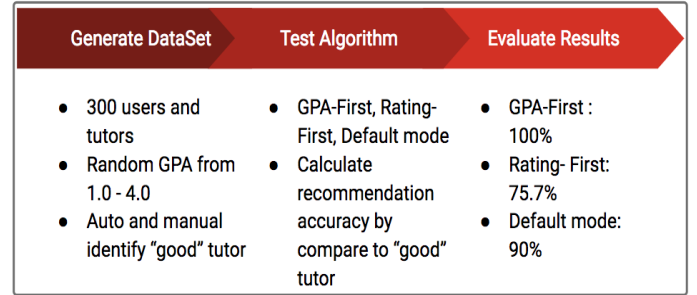 Generate DataSet
Test Algorithm
Evaluate Results
● 300 users and
tutors
● Random GPA from
1.0 - 4.0
● Auto and manual
identify “good” tutor
● GPA-First, Rating-
First, Default mode
● Calculate
recommendation
accuracy by
compare to “good”
tutor
● GPA-First :
100%
● Rating- First:
75.7%
● Default mode:
90%